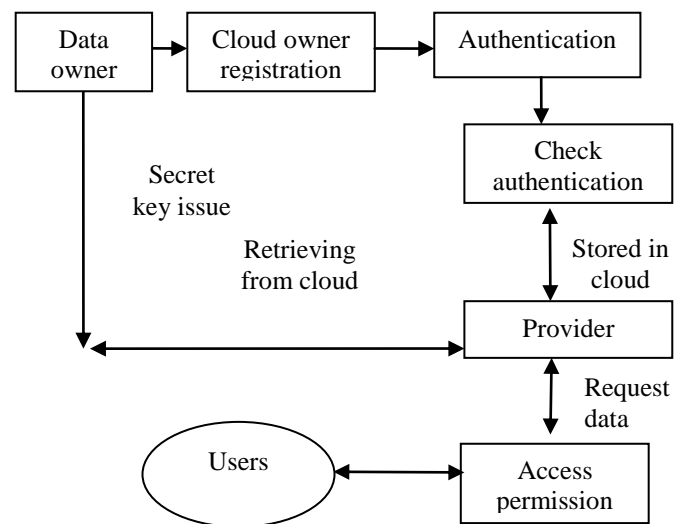 Data
owner
Cloud owner
registration
Authentication
Check
authentication
Secret
key issue
Retrieving
from cloud
Stored in
cloud
Provider
Request
data
Users
Access
permission